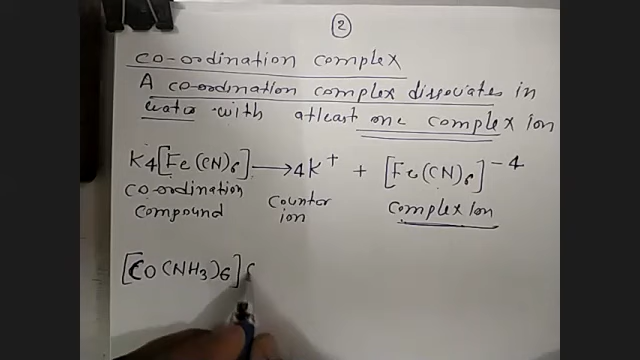 2
co-ordination complex
A co-ordination complex dissociates in
water with atleast one complex ion
K4[Fe(CN)6] → 4K+ + [Fe(CN)6]-4
co-ordination compound
counter ion
complex ion
[Co(NH3)6]